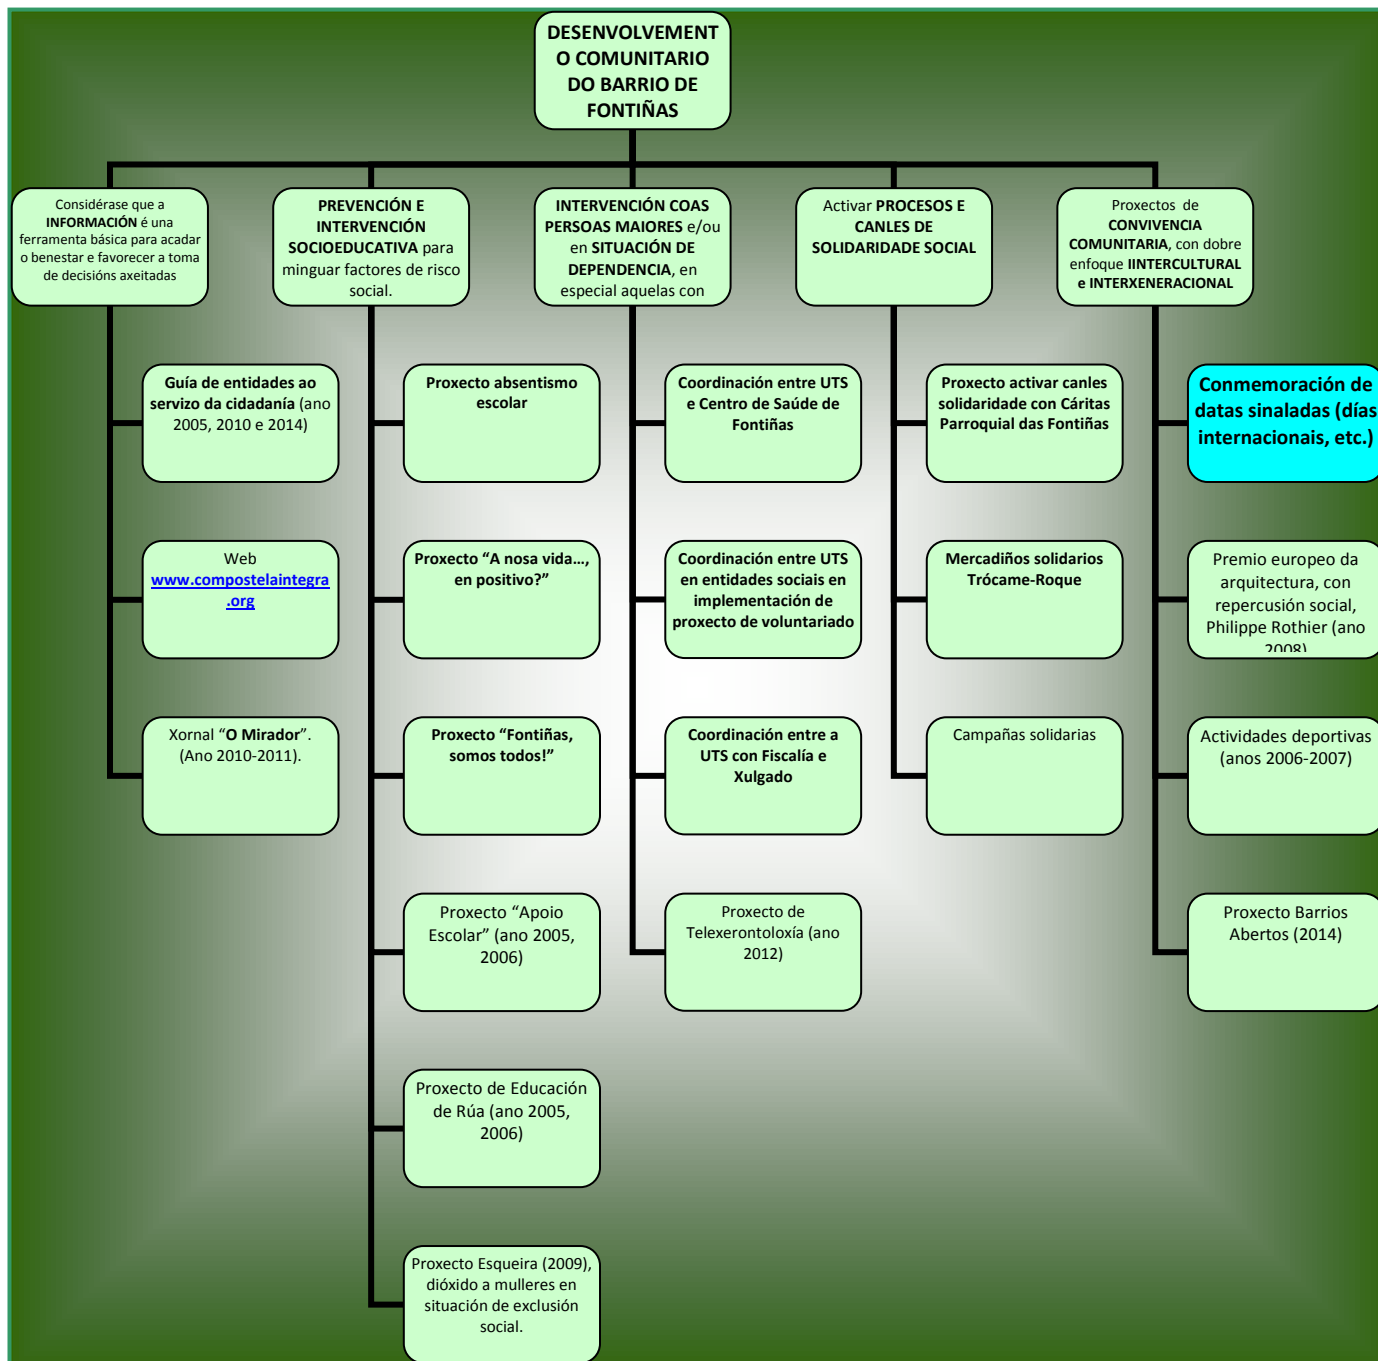 DESENVOLVEMENT
O COMUNITARIO
DO BARRIO DE
FONTIÑAS
Considérase que a
INFORMACIÓN é una
ferramenta básica para acadar
o benestar e favorecer a toma
de decisións axeitadas
PREVENCIÓN E
INTERVENCIÓN
SOCIOEDUCATIVA para
minguar factores de risco
social.
INTERVENCIÓN COAS
PERSOAS MAIORES e/ou
en SITUACIÓN DE
DEPENDENCIA, en
especial aquelas con
Activar PROCESOS E
CANLES DE
SOLIDARIDADE SOCIAL
Proxectos de
CONVIVENCIA
COMUNITARIA, con dobre
enfoque IINTERCULTURAL
e INTERXENERACIONAL
Guía de entidades ao
servizo da cidadanía (ano
2005, 2010 e 2014)
Web
www.compostelaintegra
.org
Xornal “O Mirador”.
(Ano 2010-2011).
Proxecto absentismo
escolar
Proxecto “A nosa vida…,
en positivo?”
Proxecto “Fontiñas,
somos todos!”
Proxecto “Apoio
Escolar” (ano 2005,
2006)
Proxecto de Educación
de Rúa (ano 2005,
2006)
Proxecto Esqueira (2009),
dióxido a mulleres en
situación de exclusión
social.
Coordinación entre UTS
e Centro de Saúde de
Fontiñas
Coordinación entre UTS
en entidades sociais en
implementación de
proxecto de voluntariado
Coordinación entre a
UTS con Fiscalía e
Xulgado
Proxecto de
Telexerontoloxía (ano
2012)
Proxecto activar canles
solidaridade con Cáritas
Parroquial das Fontiñas
Mercadiños solidarios
Trócame-Roque
Campañas solidarias
Conmemoración de
datas sinaladas (días
internacionais, etc.)
Premio europeo da
arquitectura, con
repercusión social,
Philippe Rothier (ano
2008)
Actividades deportivas
(anos 2006-2007)
Proxecto Barrios
Abertos (2014)